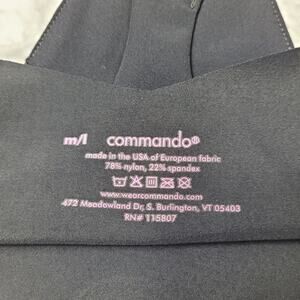 m/l commando®
made in the USA of European fabric
78% nylon, 22% spandex
www.wearcommando.com
472 Meadowland Dr, S. Burlington, VT 05403
RN# 115807